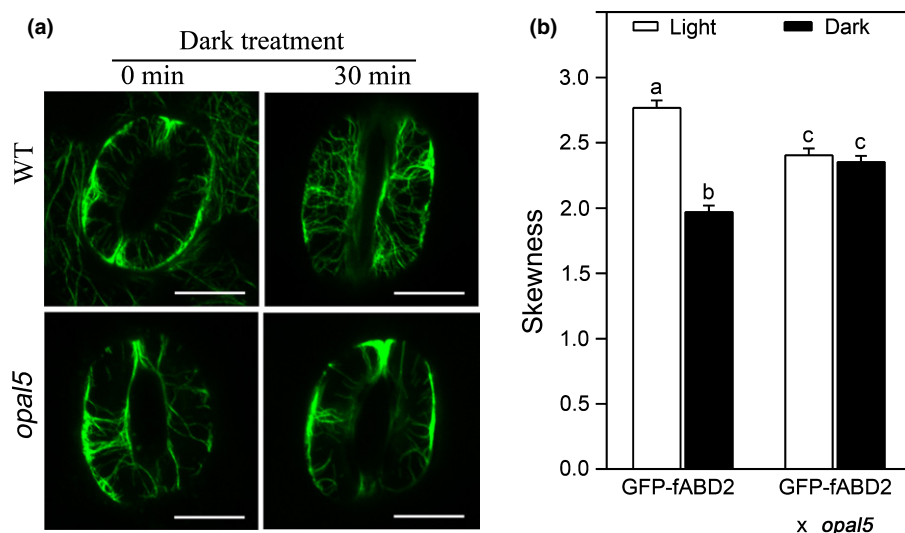 (a)
Dark treatment
0 min 30 min
WT
opal5
(b)
Light Dark
Skewness
3.0
2.5
2.0
1.5
1.0
0.5
0.0
a
b
c c
GFP-fABD2 GFP-fABD2
x opal5